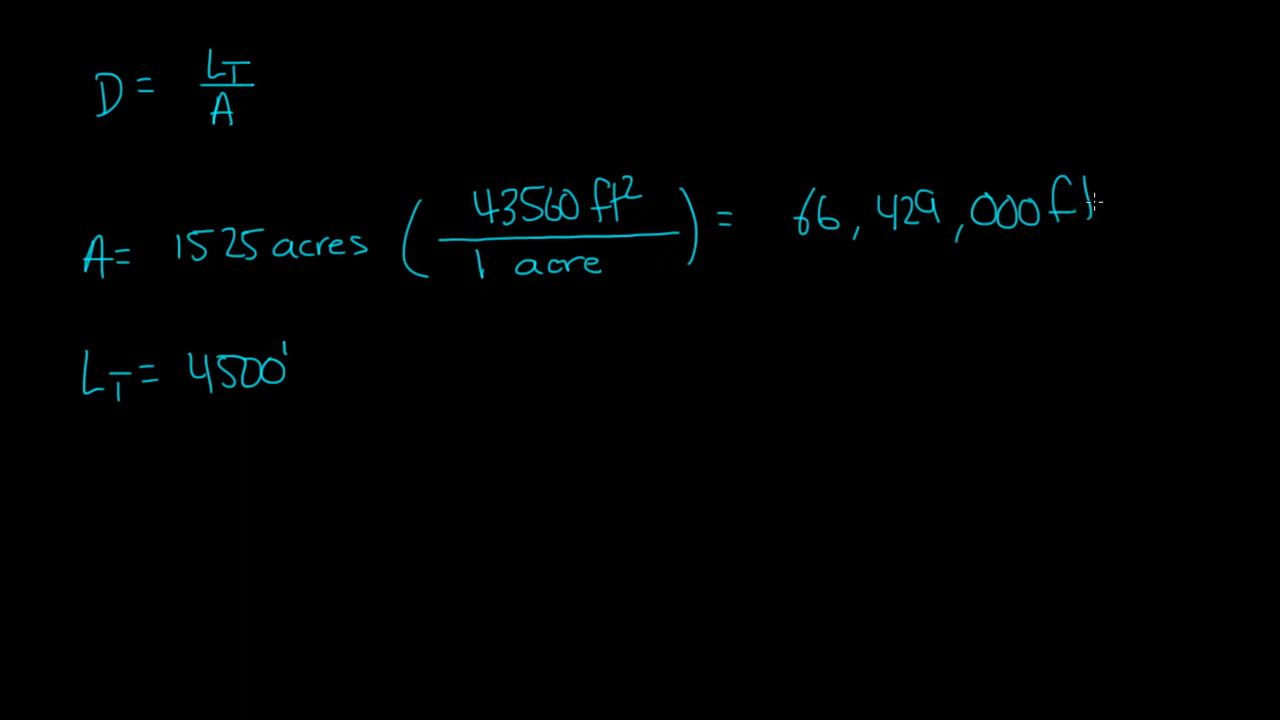 D = L_T / A
A = 1525 acres ( 43560 ft² / 1 acre ) = 66,429,000 ft
L_T = 4500'